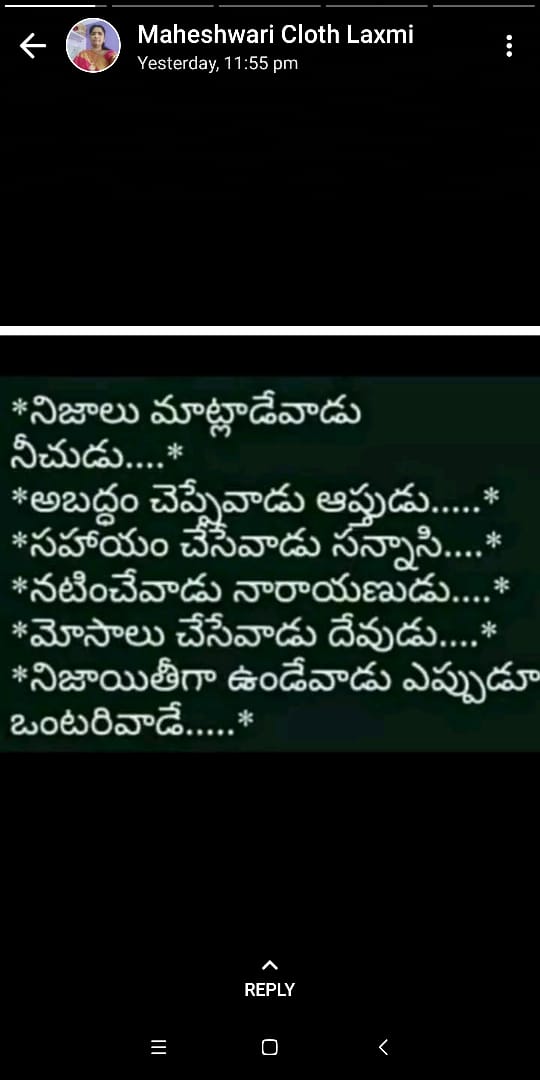 Maheshwari Cloth Laxmi
Yesterday, 11:55 pm
*నిజాలు మాట్లాడేవాడు
నీచుడు....*
*అబద్ధం చెప్పేవాడు ఆప్తుడు.....*
*సహాయం చేసేవాడు సన్నాసి....*
*నటించేవాడు నారాయణుడు....*
*మోసాలు చేసేవాడు దేవుడు....*
*నిజాయితీగా ఉండేవాడు ఎప్పుడూ
ఒంటరివాడే.....*
REPLY